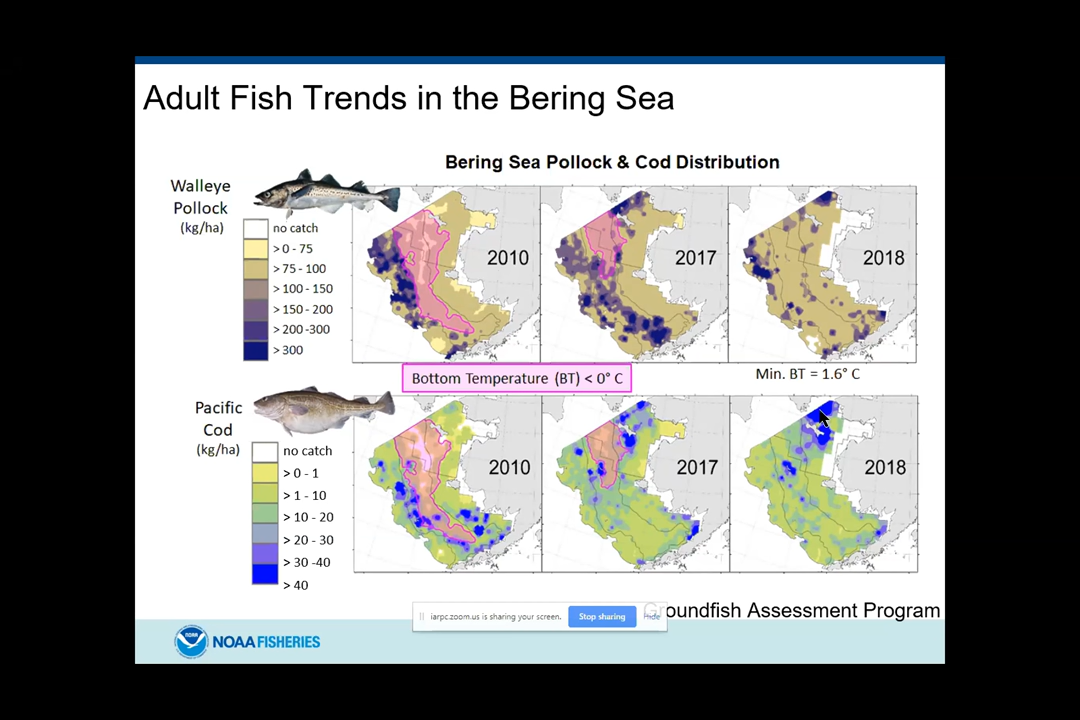 Adult Fish Trends in the Bering Sea
Bering Sea Pollock & Cod Distribution
Walleye
Pollock
(kg/ha)
no catch
> 0 - 75
> 75 - 100
> 100 - 150
> 150 - 200
> 200 -300
> 300
2010
2017
2018
Bottom Temperature (BT) < 0° C
Min. BT = 1.6° C
Pacific
Cod
(kg/ha)
no catch
> 0 - 1
> 1 - 10
> 10 - 20
> 20 - 30
> 30 -40
> 40
2010
2017
2018
iarpc.zoom.us is sharing your screen.
Stop sharing
Hide
Groundfish Assessment Program
NOAA
NOAA FISHERIES